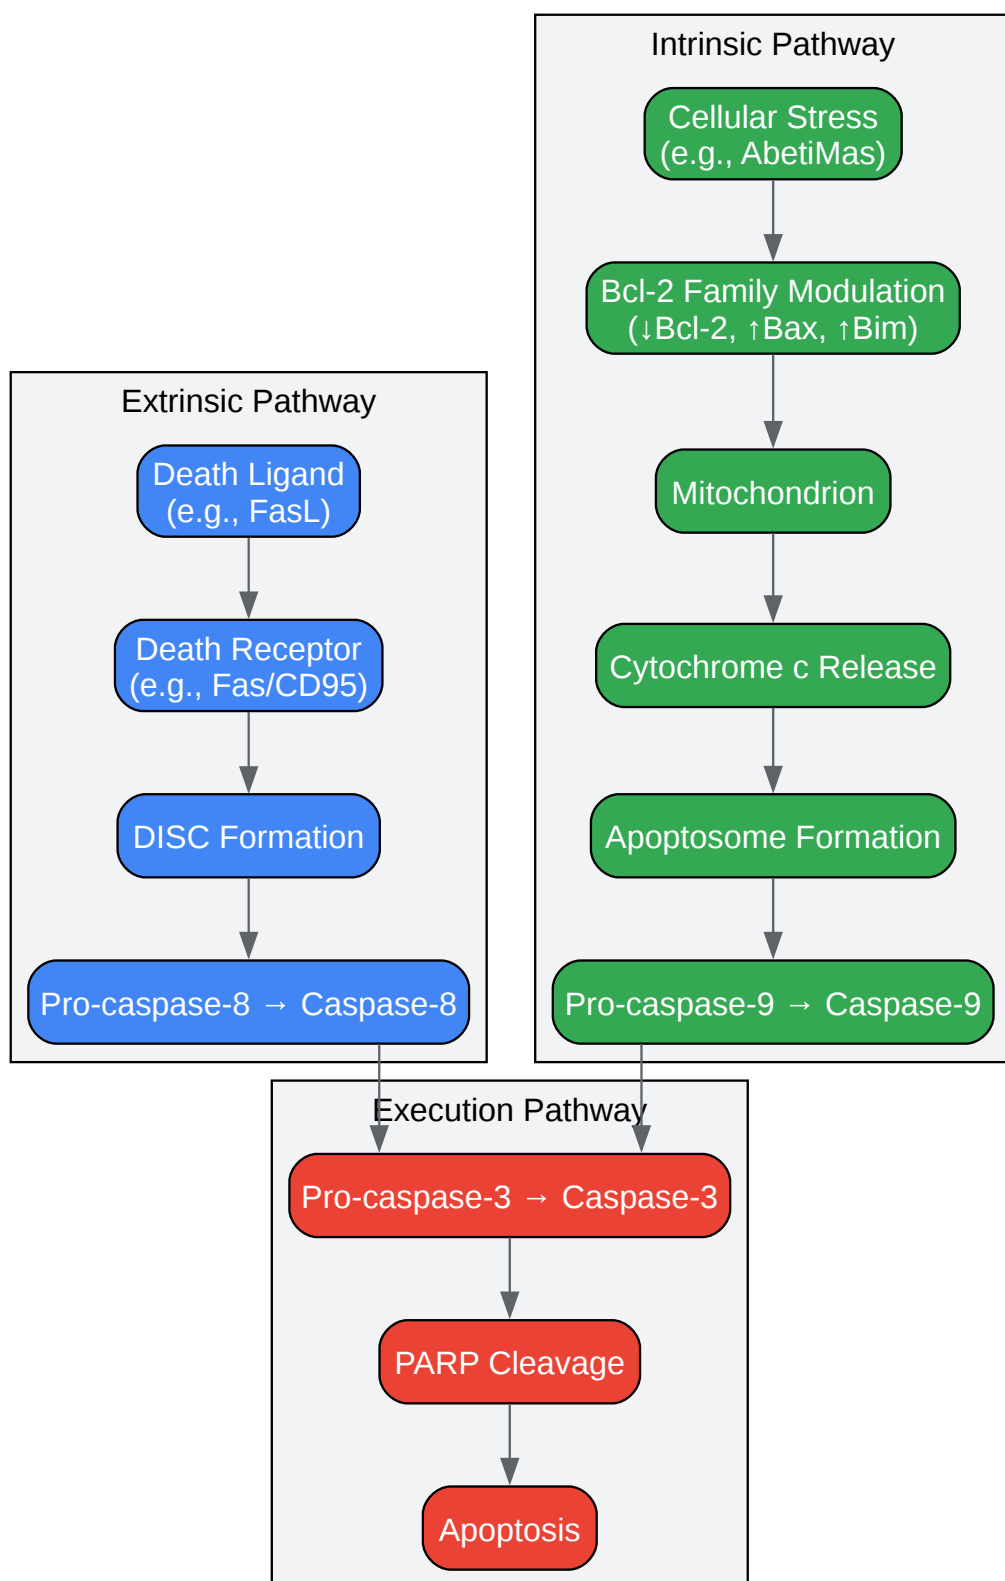 Intrinsic Pathway
Cellular Stress
(e.g., AbetiMas)
Bcl-2 Family Modulation
(↓Bcl-2, ↑Bax, ↑Bim)
Mitochondrion
Cytochrome c Release
Apoptosome Formation
Pro-caspase-9 → Caspase-9
Extrinsic Pathway
Death Ligand
(e.g., FasL)
Death Receptor
(e.g., Fas/CD95)
DISC Formation
Pro-caspase-8 → Caspase-8
Execution Pathway
Pro-caspase-3 → Caspase-3
PARP Cleavage
Apoptosis